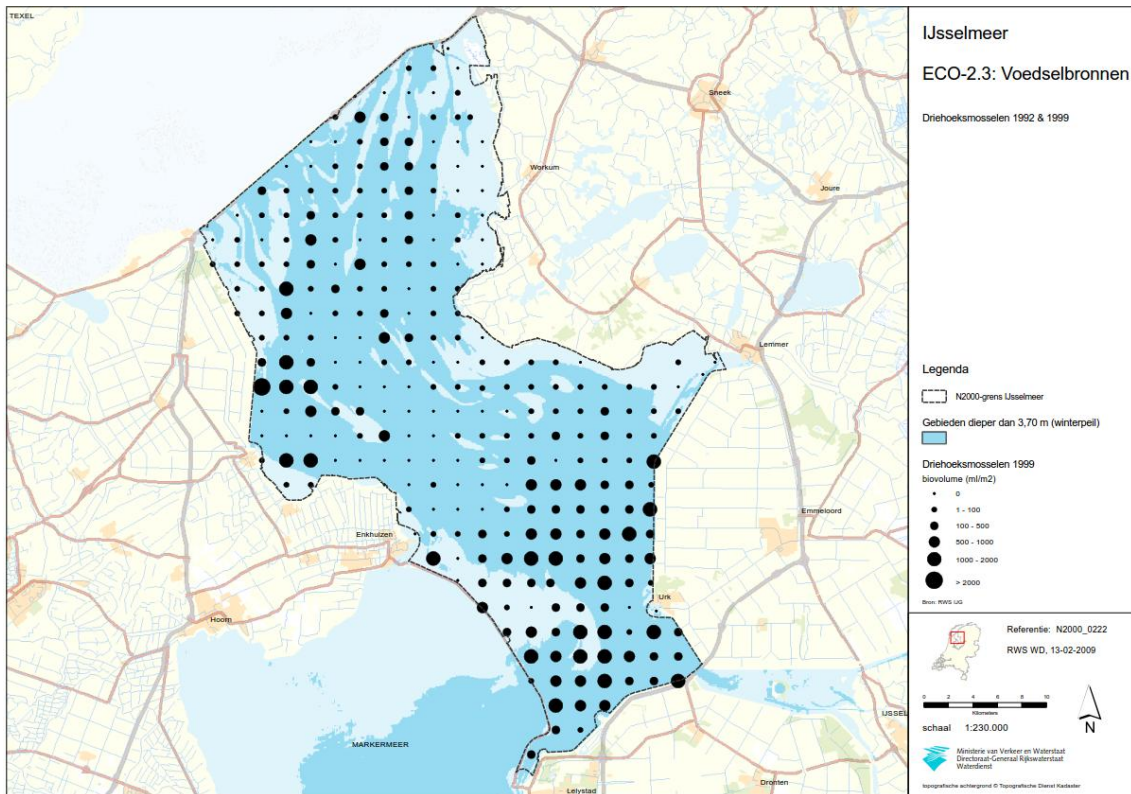 TEXEL
Sneek
Workum
Joure
Lemmer
Emmeloord
Enkhuizen
Urk
Hoorn
MARKERMEER
IJSSEL
Dronten
Lelystad
IJsselmeer
ECO-2.3: Voedselbronnen
Driehoeksmosselen 1992 & 1999
Legenda
N2000-grens IJsselmeer
Gebieden dieper dan 3,70 m (winterpeil)
Driehoeksmosselen 1999
biovolume (ml/m2)
0
1 - 100
100 - 500
500 - 1000
1000 - 2000
> 2000
Bron: RWS IJG
Referentie: N2000_0222
RWS WD, 13-02-2009
0 2 4 6 8 10
Kilometers
schaal 1:230.000
N
Ministerie van Verkeer en Waterstaat
Directoraat-Generaal Rijkswaterstaat
Waterdienst
topografische achtergrond © Topografische Dienst Kadaster